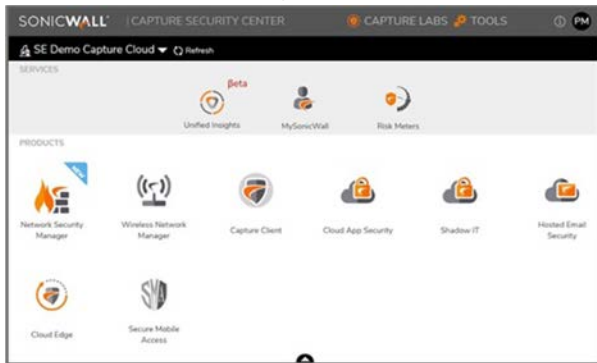 SONICWALL | CAPTURE SECURITY CENTER CAPTURE LABS TOOLS PM
SE Demo Capture Cloud Refresh
SERVICES
Beta
Unified Insights MySonicWall Risk Meters
PRODUCTS
NEW
Network Security Manager
Wireless Network Manager
Capture Client
Cloud App Security
Shadow IT
Hosted Email Security
Cloud Edge
SMA
Secure Mobile Access